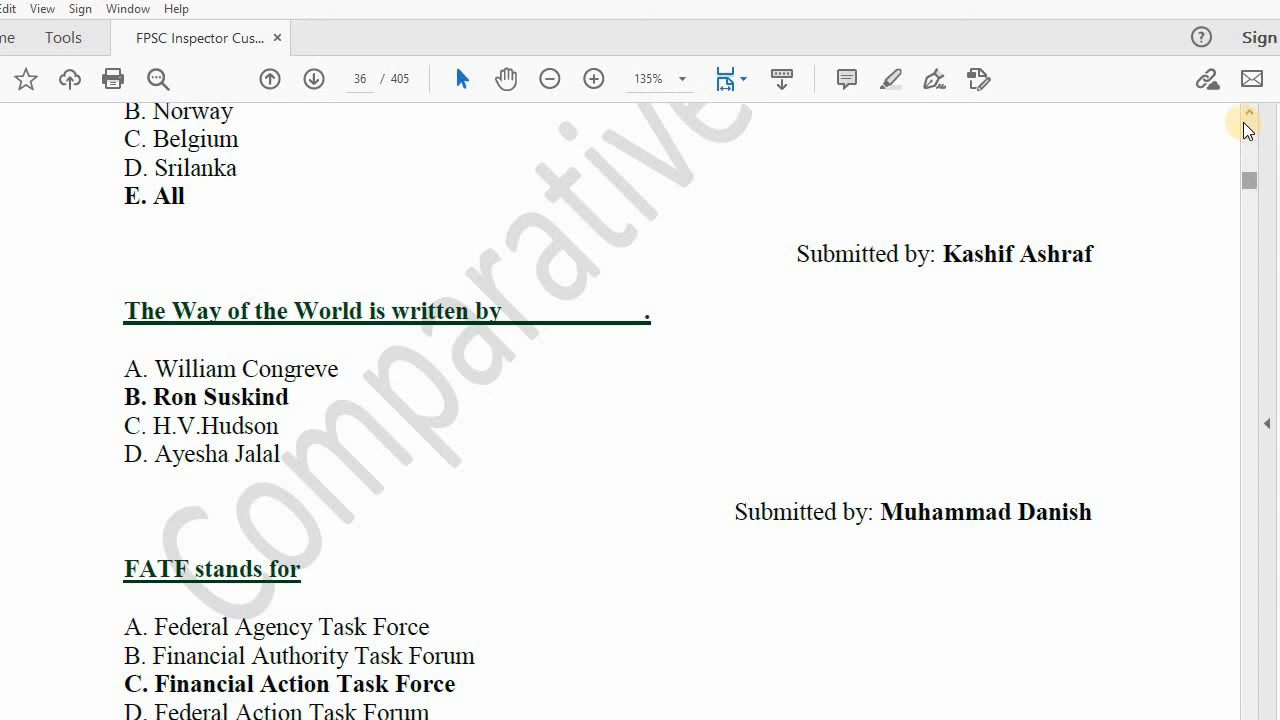 Edit View Sign Window Help
me Tools FPSC Inspector Cus... × ? Sign
36 / 405 135%
B. Norway
C. Belgium
D. Srilanka
E. All
Submitted by: Kashif Ashraf
The Way of the World is written by ___________.
A. William Congreve
B. Ron Suskind
C. H.V.Hudson
D. Ayesha Jalal
Submitted by: Muhammad Danish
FATF stands for
A. Federal Agency Task Force
B. Financial Authority Task Forum
C. Financial Action Task Force
D. Federal Action Task Forum
Comparative